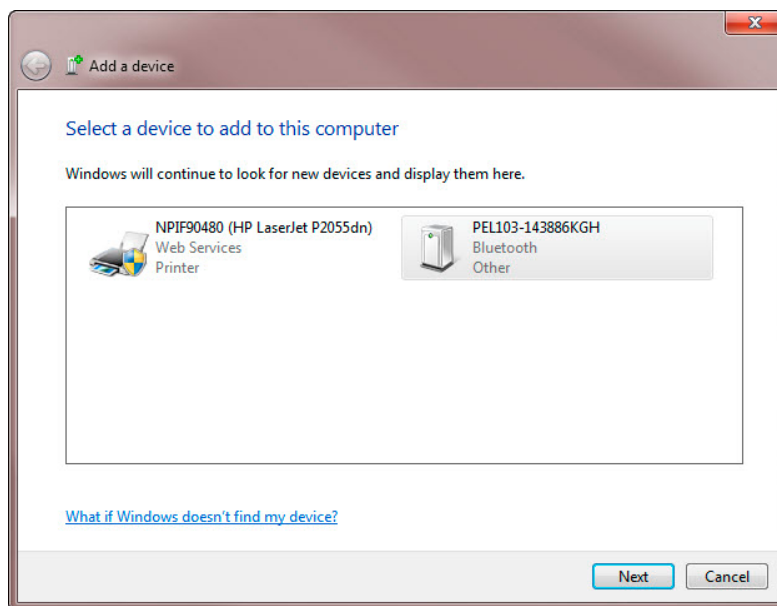 Add a device
Select a device to add to this computer
Windows will continue to look for new devices and display them here.
NPIF90480 (HP LaserJet P2055dn)
Web Services
Printer
PEL103-143886KGH
Bluetooth
Other
What if Windows doesn't find my device?
Next
Cancel